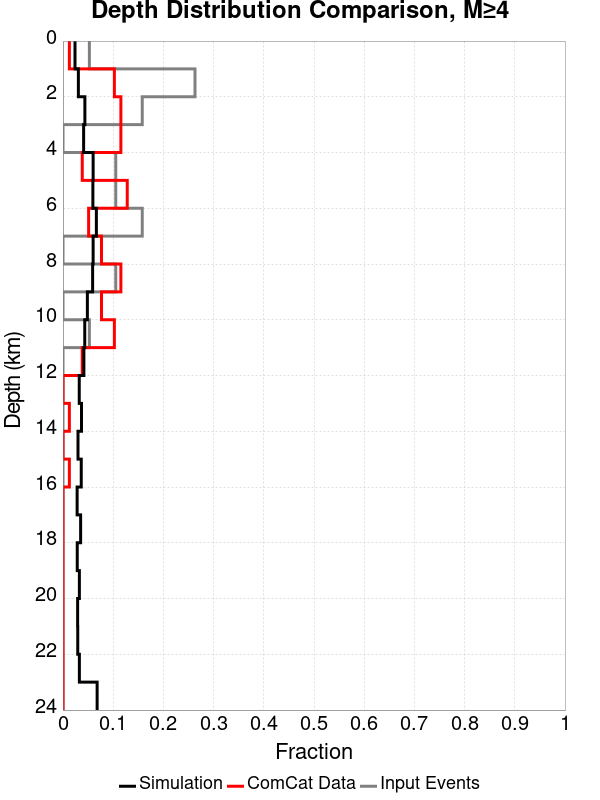 Depth Distribution Comparison, M≥4
0
2
4
6
8
10
12
14
16
18
20
22
24
Depth (km)
0 0.1 0.2 0.3 0.4 0.5 0.6 0.7 0.8 0.9 1
Fraction
Simulation ComCat Data Input Events